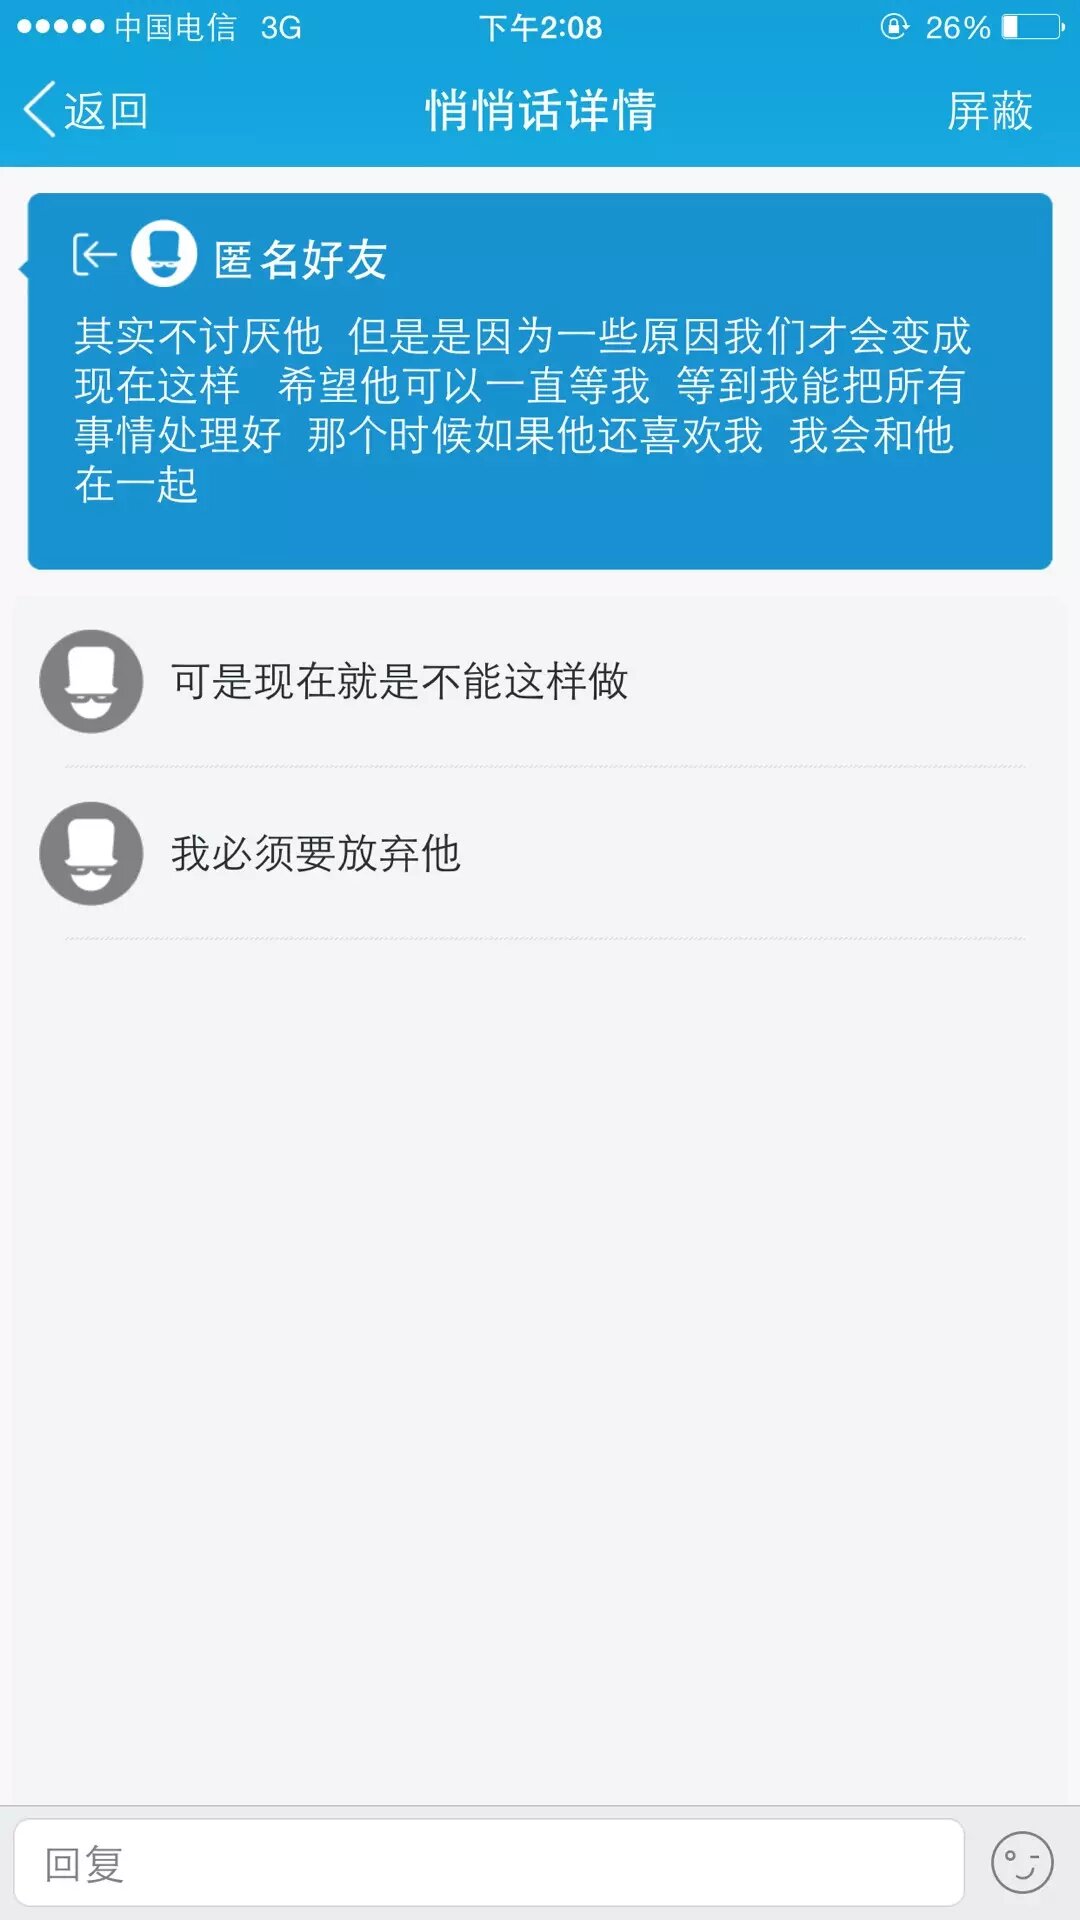 中国电信 3G 下午2:08 26%
返回 悄悄话详情 屏蔽
匿名好友
其实不讨厌他 但是是因为一些原因我们才会变成
现在这样 希望他可以一直等我 等到我能把所有
事情处理好 那个时候如果他还喜欢我 我会和他
在一起
可是现在就是不能这样做
我必须要放弃他
回复